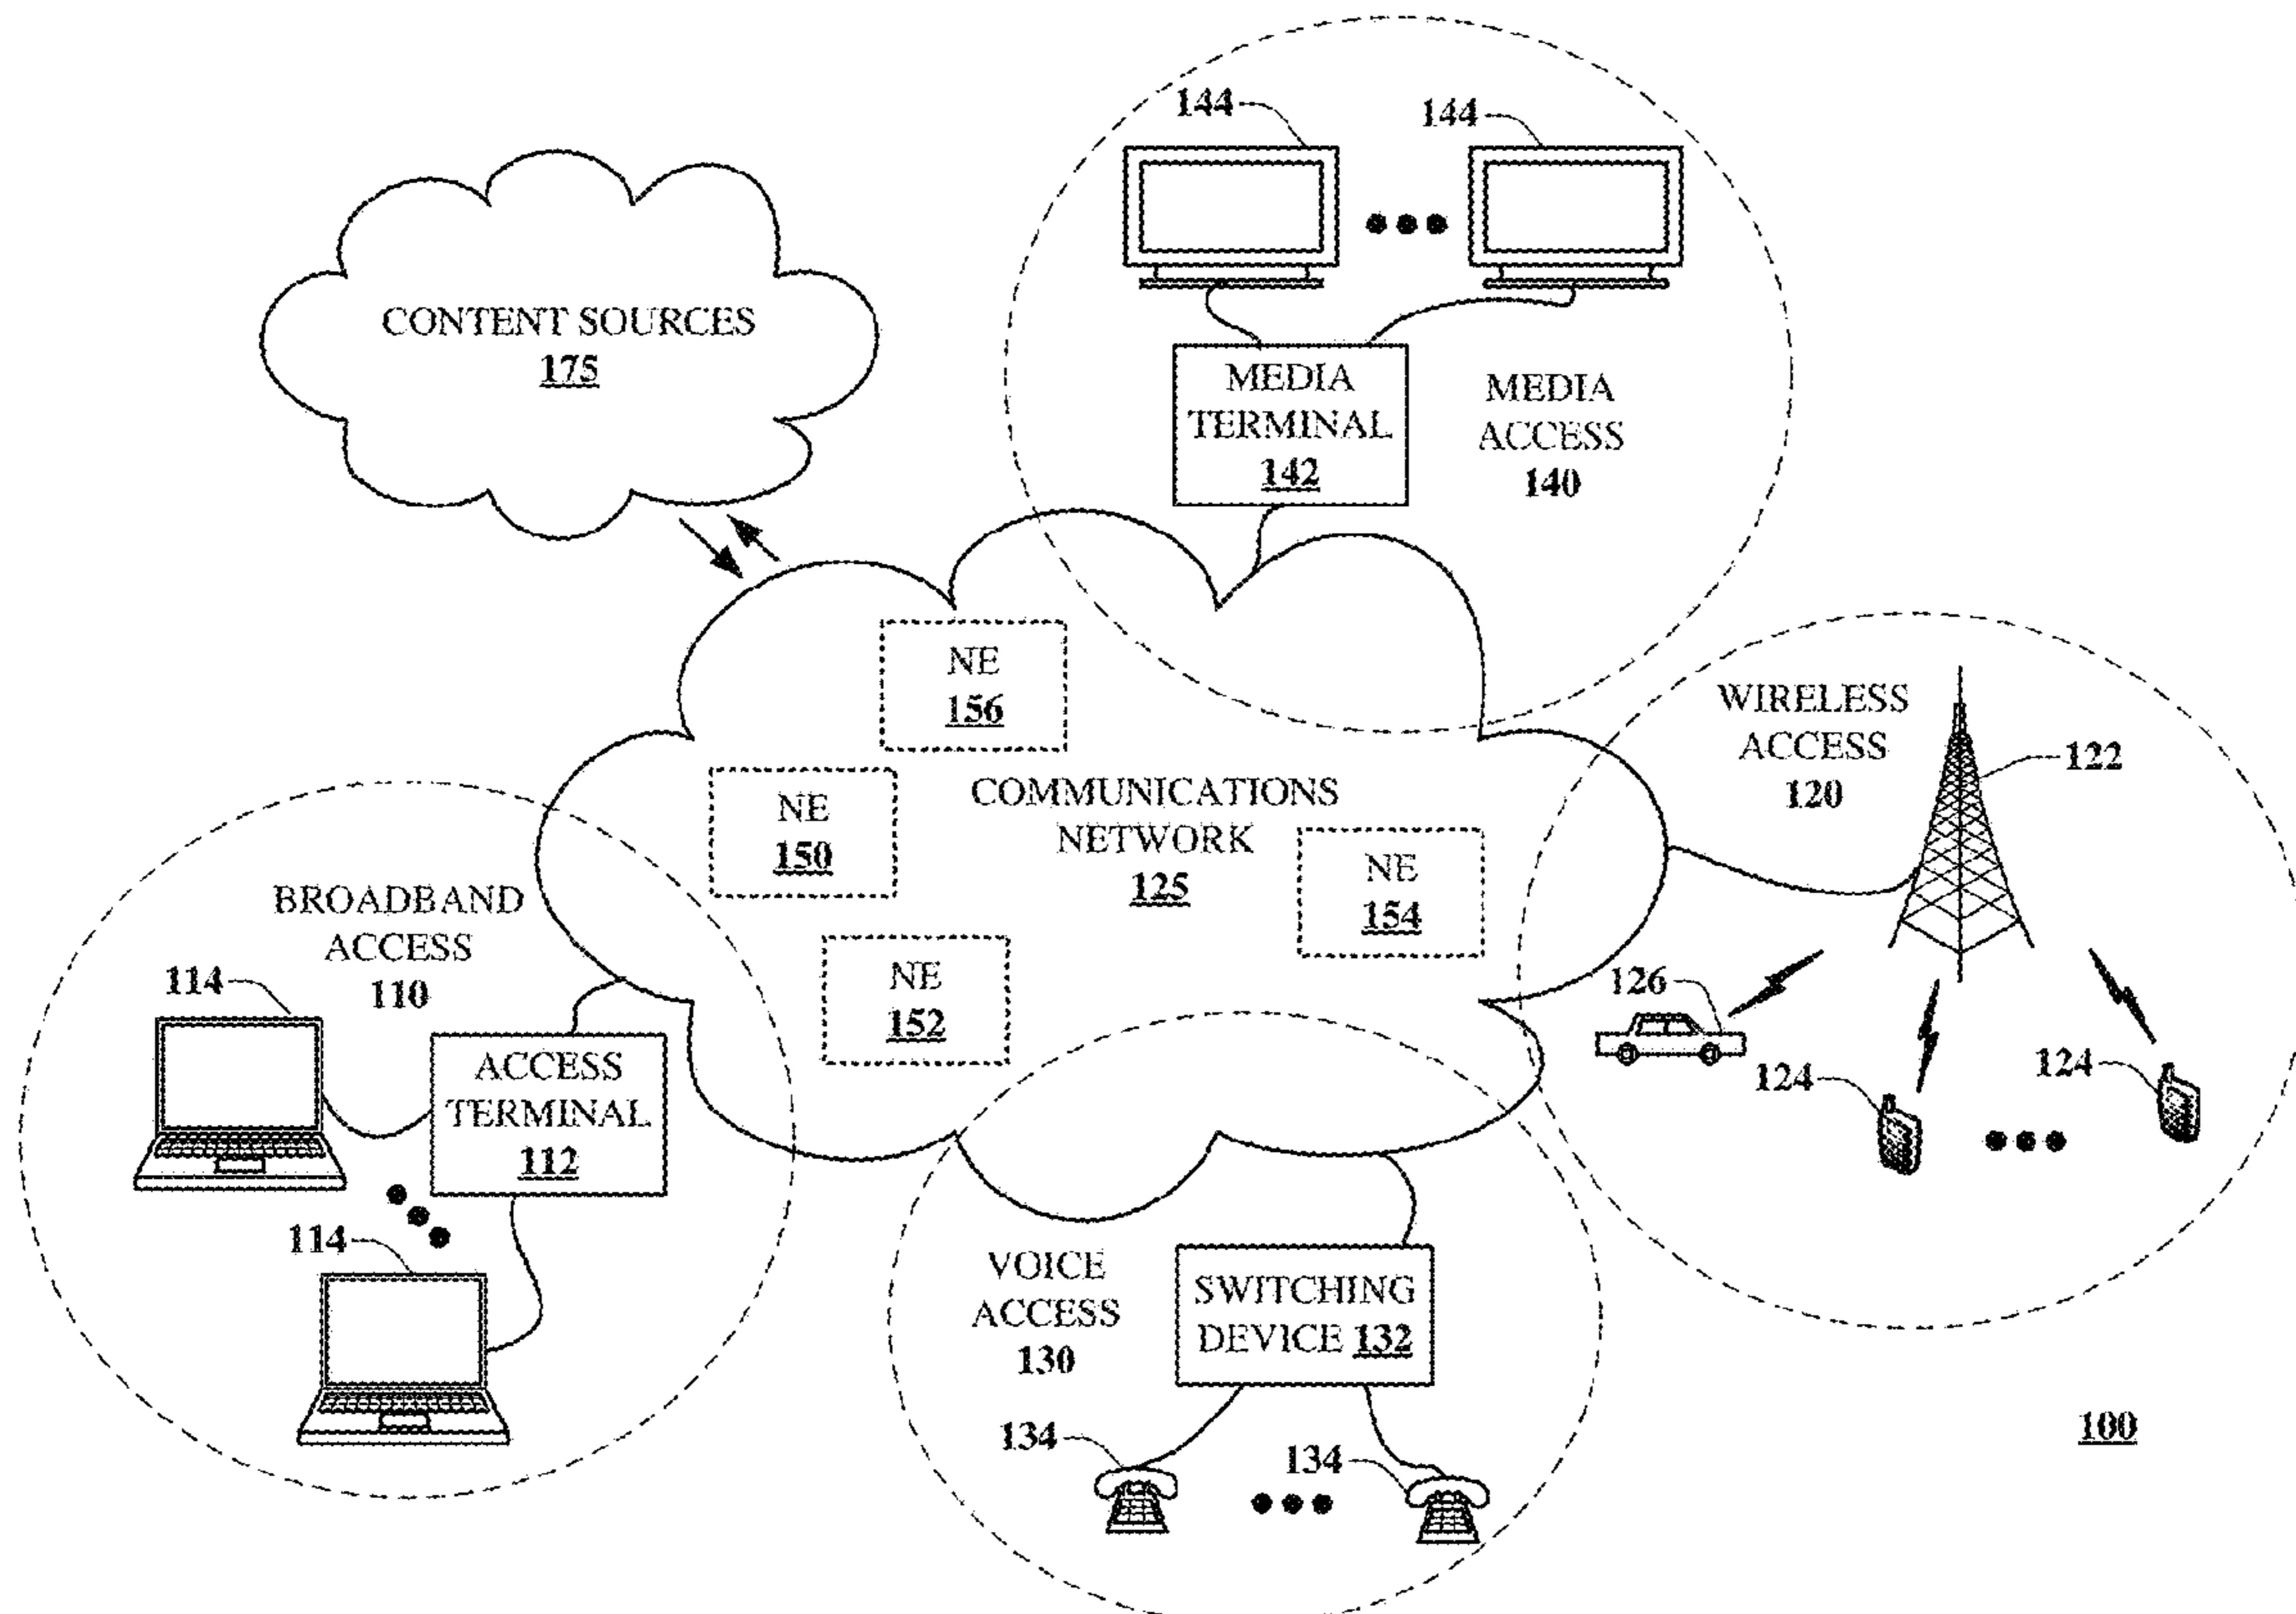 144
144
CONTENT SOURCES
175
MEDIA
TERMINAL
142
MEDIA
ACCESS
140
NE
156
WIRELESS
ACCESS
120
122
NE
150
COMMUNICATIONS
NETWORK
125
NE
154
BROADBAND
ACCESS
110
114
NE
152
126
124
124
ACCESS
TERMINAL
112
114
VOICE
ACCESS
130
SWITCHING
DEVICE 132
134
134
100